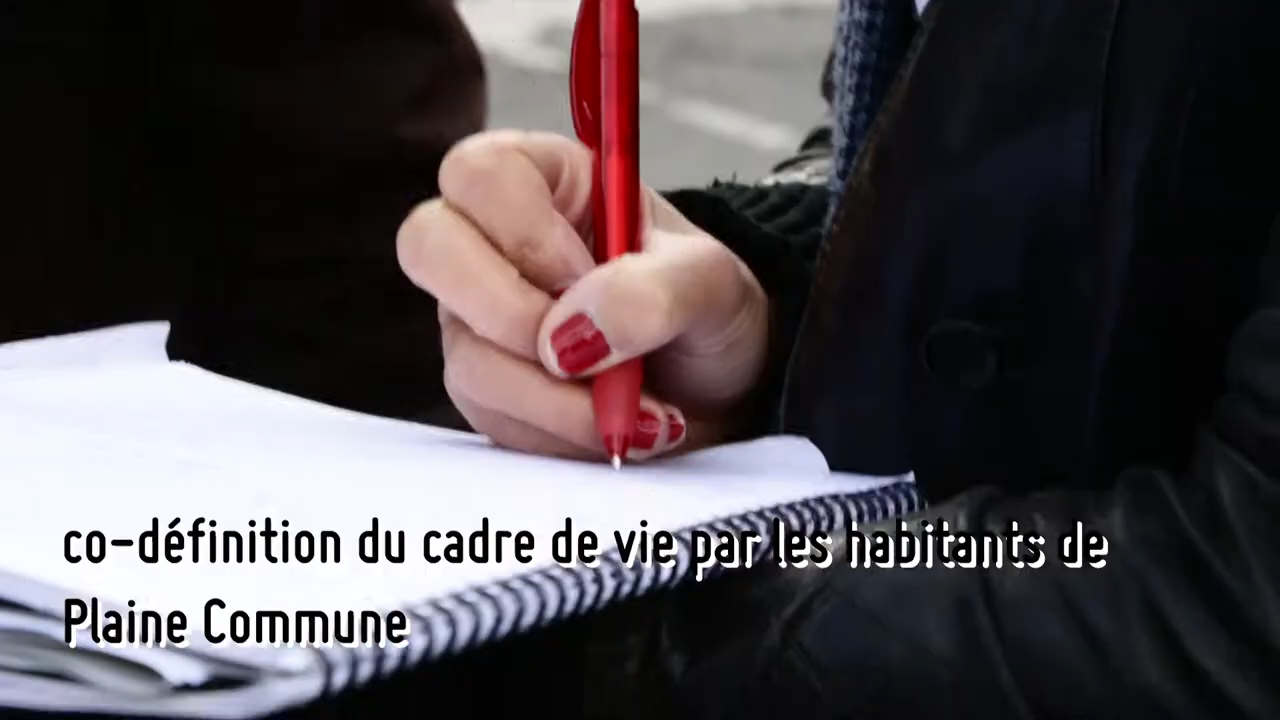 co-définition du cadre de vie par les habitants de
Plaine Commune